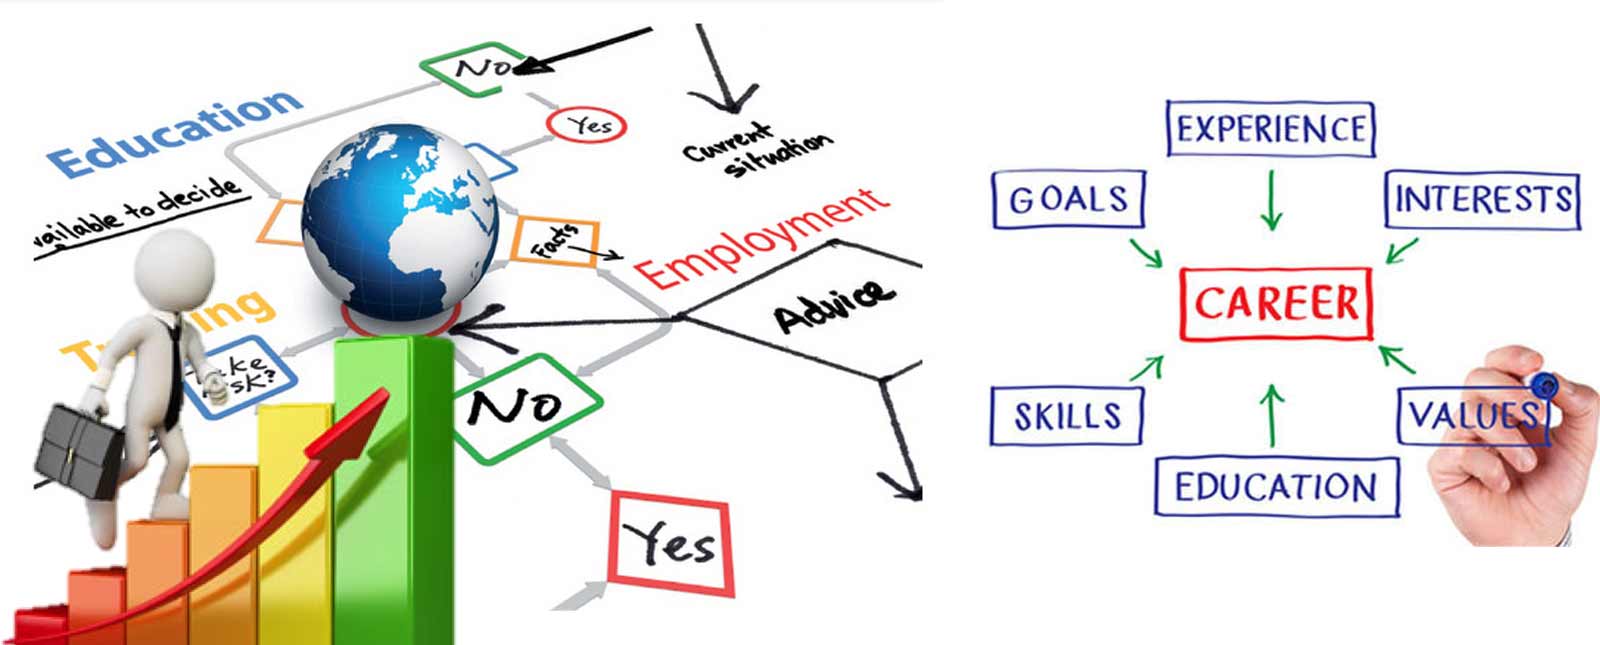 No
Yes
Education
Current
situation
vailable to decide
Facts
Employment
Advice
ing
sk?
No
Yes
EXPERIENCE
GOALS
INTERESTS
CAREER
SKILLS
VALUES
EDUCATION